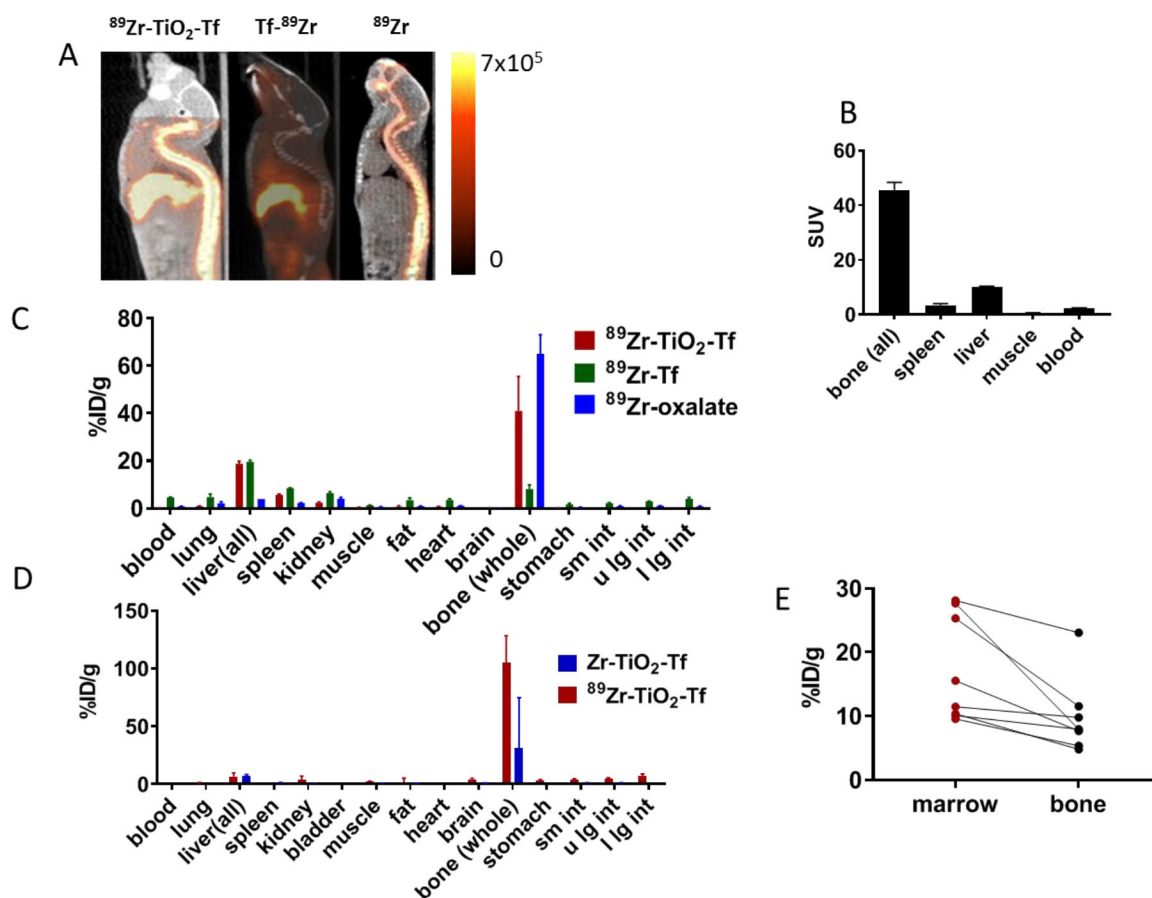 ⁸⁹Zr-TiO₂-Tf Tf-⁸⁹Zr ⁸⁹Zr
A
7x10⁵
0
B
60
40
20
0
SUV
bone (all) spleen liver muscle blood
C
80
60
40
20
0
%ID/g
⁸⁹Zr-TiO₂-Tf
⁸⁹Zr-Tf
⁸⁹Zr-oxalate
blood lung liver(all) spleen kidney muscle fat heart brain bone (whole) stomach sm int u lg int l lg int
D
150
100
50
0
%ID/g
Zr-TiO₂-Tf
⁸⁹Zr-TiO₂-Tf
blood lung liver(all) spleen kidney bladder muscle fat heart brain bone (whole) stomach sm int u lg int l lg int
E
30
20
10
0
%ID/g
marrow bone